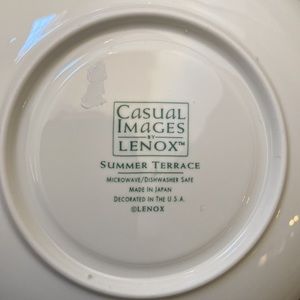 CASUAL
IMAGES
BY
LENOX™
SUMMER TERRACE
MICROWAVE/DISHWASHER SAFE
MADE IN JAPAN
DECORATED IN THE U.S.A.
©LENOX